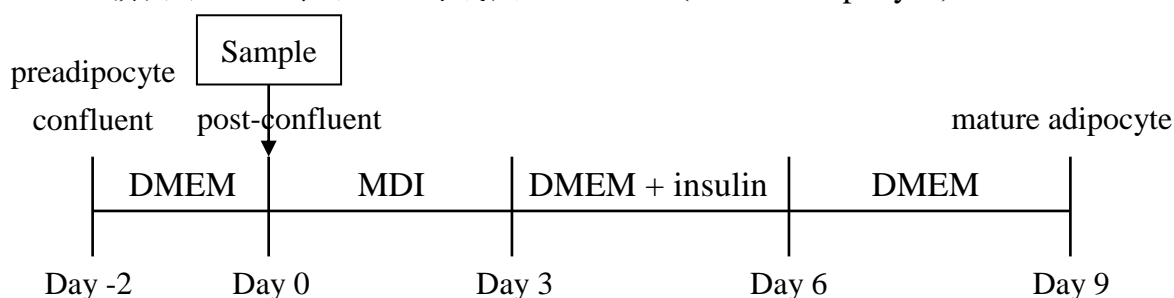 Sample
preadipocyte
confluent post-confluent mature adipocyte
DMEM MDI DMEM + insulin DMEM
Day -2 Day 0 Day 3 Day 6 Day 9